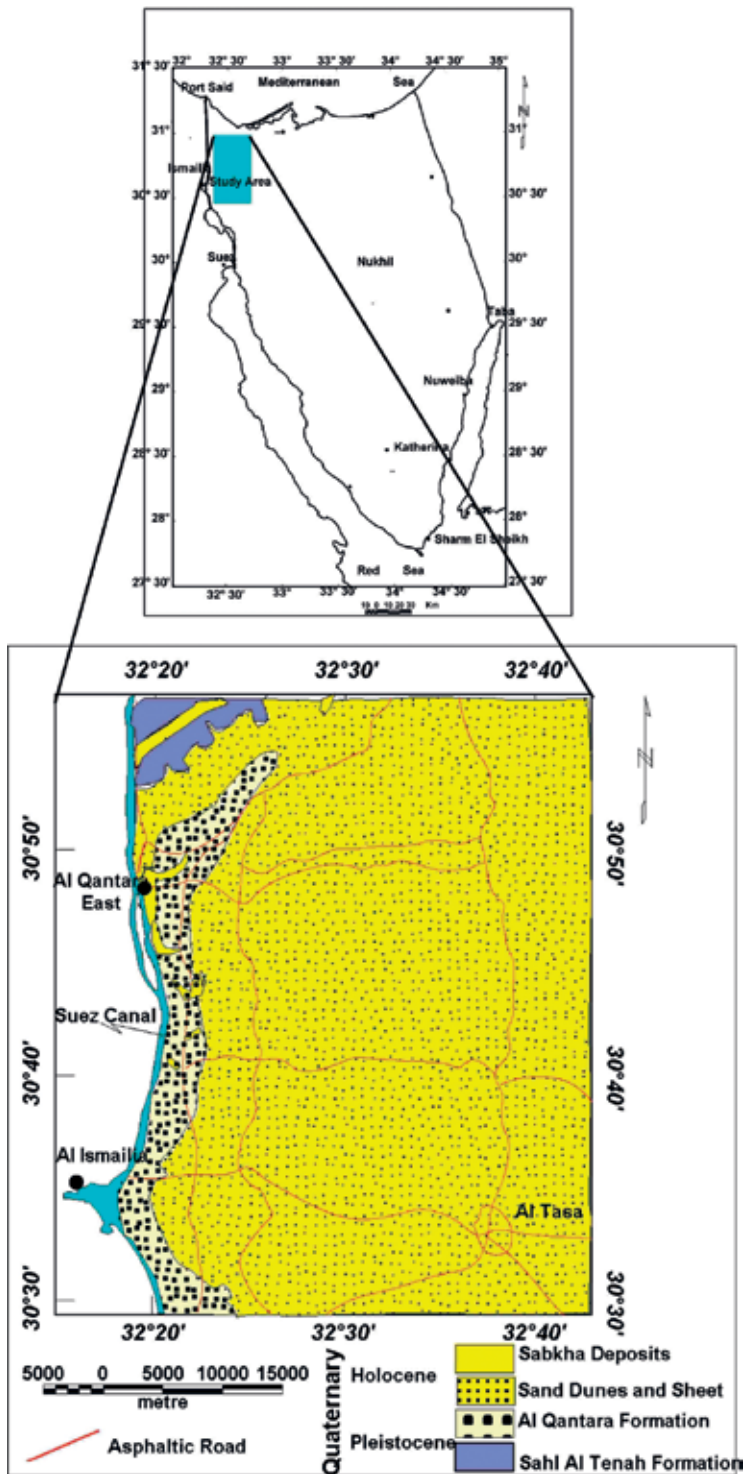 32° 32° 30' 33° 33° 30' 34° 34° 30' 35°
31° 30'
Mediterranean Sea
Port Said
31° 31°
N
Ismailia
Study Area
30° 30' 30° 30'
30° Suez Nukhil 30°
Taba
29° 30' 29° 30'
Nuweiba
29° 29°
Katherina
28° 30' 28° 30'
28° 28°
Sharm El Sheikh
Red Sea
27° 30' 27° 30'
32° 30' 33° 33° 30' 34° 34° 30' 35°
10 0 10 20 30 Km
32°20' 32°30' 32°40'
N
30°50' 30°50'
Al Qantara
East
Suez Canal
30°40' 30°40'
Al Ismailia
Al Tasa
30°30' 30°30'
32°20' 32°30' 32°40'
5000 0 5000 10000 15000
metre
Asphaltic Road
Quaternary
Holocene
Pleistocene
Sabkha Deposits
Sand Dunes and Sheet
Al Qantara Formation
Sahl Al Tenah Formation